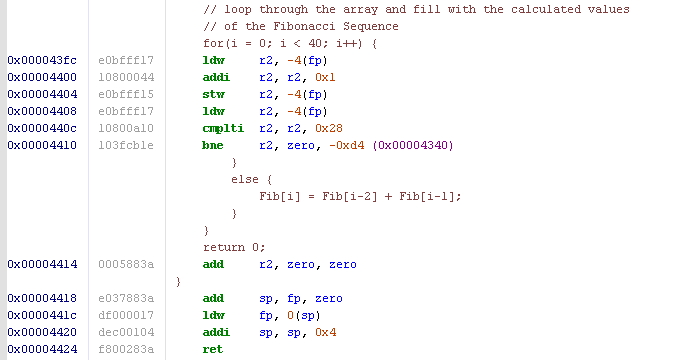 // loop through the array and fill with the calculated values
// of the Fibonacci Sequence
for(i = 0; i < 40; i++) {
0x000043fc e0bfff17 ldw r2, -4(fp)
0x00004400 10800044 addi r2, r2, 0x1
0x00004404 e0bfff15 stw r2, -4(fp)
0x00004408 e0bfff17 ldw r2, -4(fp)
0x0000440c 10800a10 cmplti r2, r2, 0x28
0x00004410 103fcb1e bne r2, zero, -0xd4 (0x00004340)
}
else {
Fib[i] = Fib[i-2] + Fib[i-1];
}
}
return 0;
0x00004414 0005883a add r2, zero, zero
}
0x00004418 e037883a add sp, fp, zero
0x0000441c df000017 ldw fp, 0(sp)
0x00004420 dec00104 addi sp, sp, 0x4
0x00004424 f800283a ret